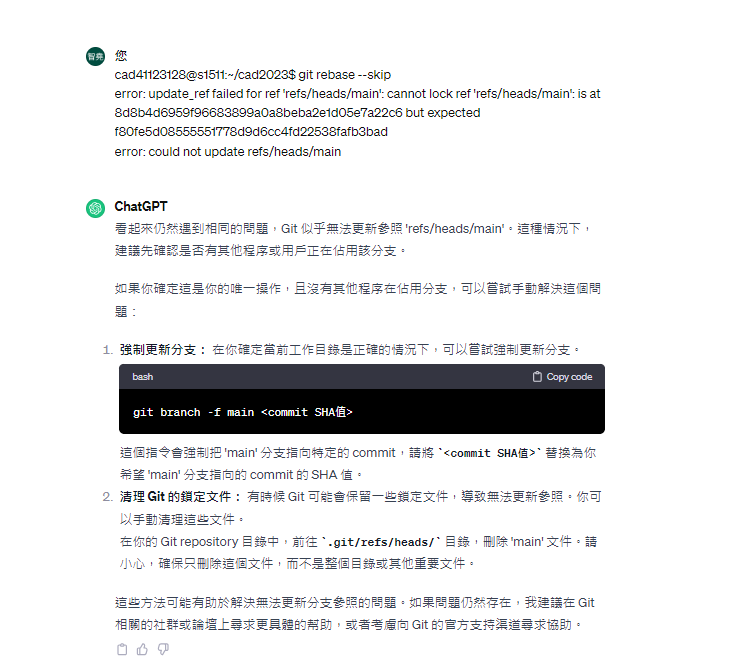 智堯
您
cad41123128@s1511:~/cad2023$ git rebase --skip
error: update_ref failed for ref 'refs/heads/main': cannot lock ref 'refs/heads/main': is at
8d8b4d6959f96683899a0a8beba2e1d05e7a22c6 but expected
f80fe5d08555551778d9d6cc4fd22538fafb3bad
error: could not update refs/heads/main
ChatGPT
看起來仍然遇到相同的問題，Git 似乎無法更新參照 'refs/heads/main'。這種情況下，
建議先確認是否有其他程序或用戶正在佔用該分支。
如果你確定這是你的唯一操作，且沒有其他程序在佔用分支，可以嘗試手動解決這個問
題：
1. 強制更新分支： 在你確定當前工作目錄是正確的情況下，可以嘗試強制更新分支。
bash Copy code
git branch -f main <commit SHA值>
這個指令會強制把 'main' 分支指向特定的 commit，請將 `<commit SHA值>` 替換為你
希望 'main' 分支指向的 commit 的 SHA 值。
2. 清理 Git 的鎖定文件： 有時候 Git 可能會保留一些鎖定文件，導致無法更新參照。你可
以手動清理這些文件。
在你的 Git repository 目錄中，前往 `.git/refs/heads/` 目錄，刪除 'main' 文件。請
小心，確保只刪除這個文件，而不是整個目錄或其他重要文件。
這些方法可能有助於解決無法更新分支參照的問題。如果問題仍然存在，我建議在 Git
相關的社群或論壇上尋求更具體的幫助，或者考慮向 Git 的官方支持渠道尋求協助。